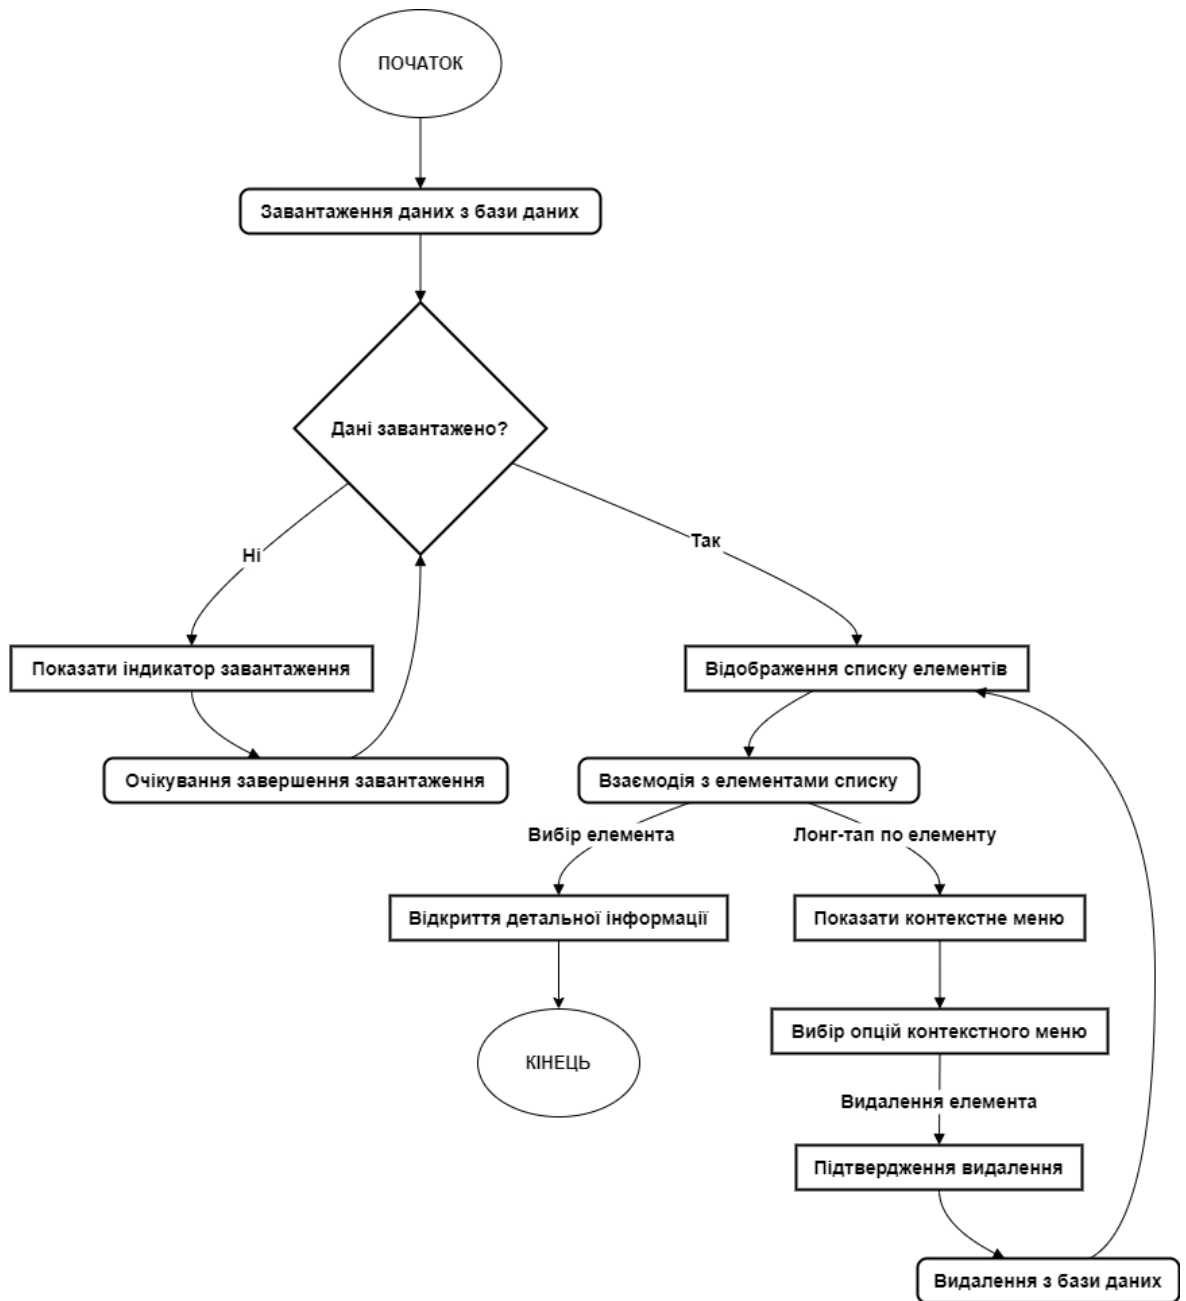 ПОЧАТОК
Завантаження даних з бази даних
Дані завантажено?
Ні
Так
Показати індикатор завантаження
Відображення списку елементів
Очікування завершення завантаження
Взаємодія з елементами списку
Вибір елемента
Лонг-тап по елементу
Відкриття детальної інформації
Показати контекстне меню
Вибір опцій контекстного меню
КІНЕЦЬ
Видалення елемента
Підтвердження видалення
Видалення з бази даних